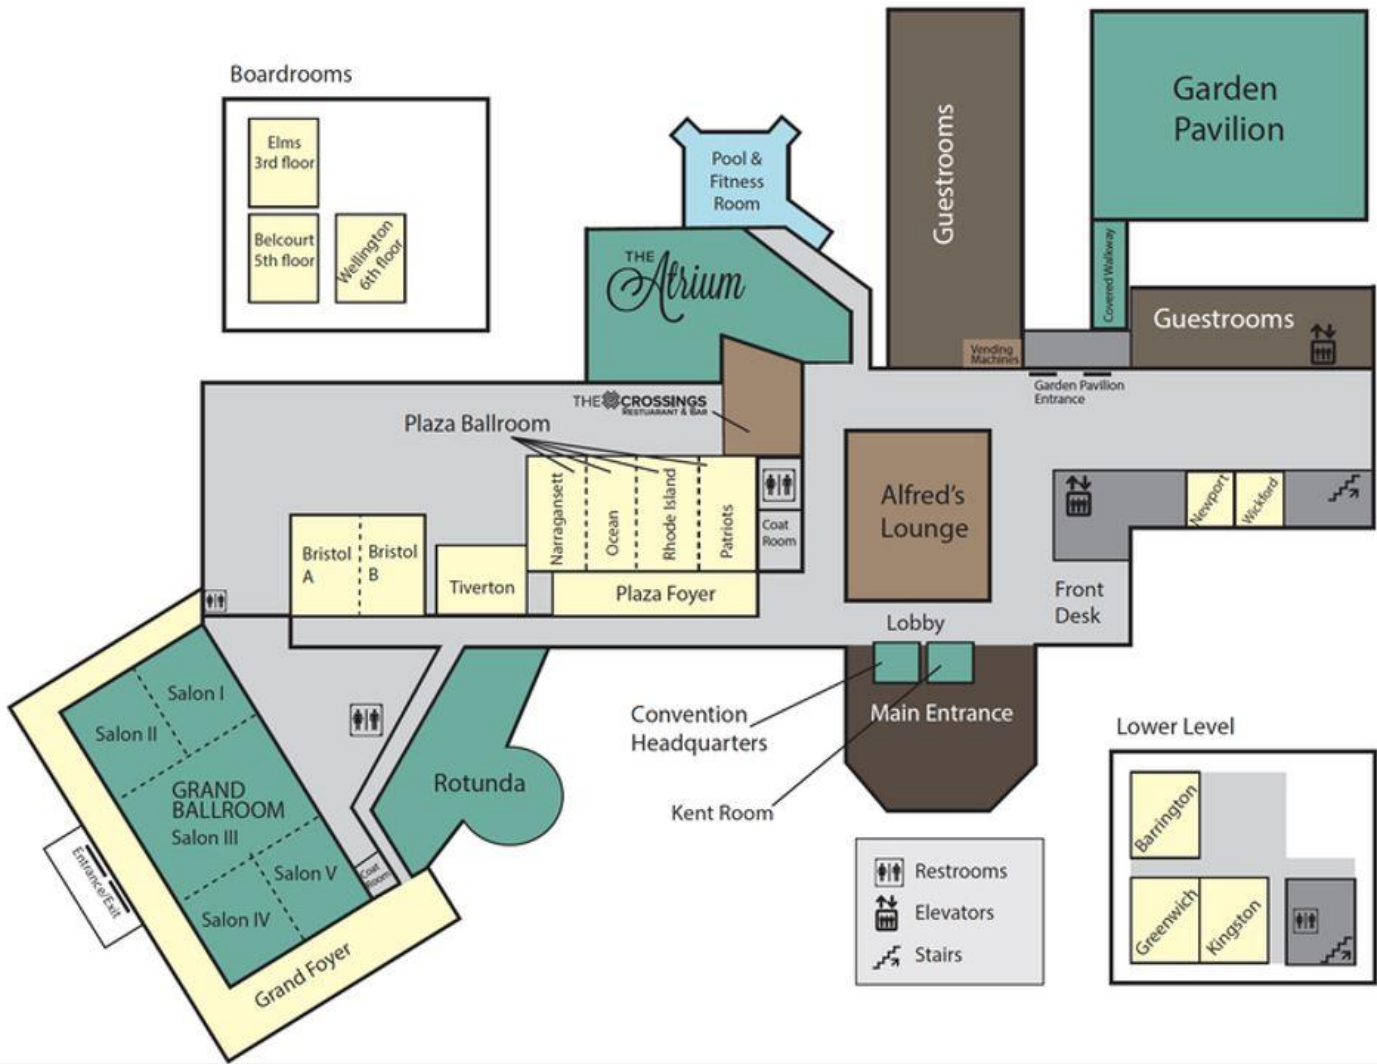 Boardrooms
Elms
3rd floor
Belcourt
5th floor
Wellington
6th floor
Pool &
Fitness
Room
THE
Atrium
Guestrooms
Garden
Pavilion
Covered Walkway
Guestrooms
Vending
Machines
Garden Pavilion
Entrance
THE CROSSINGS
RESTUARANT & BAR
Plaza Ballroom
Narragansett
Ocean
Rhode Island
Patriots
Coat
Room
Alfred's
Lounge
Newport
Wickford
Bristol
A
Bristol
B
Tiverton
Plaza Foyer
Front
Desk
Lobby
Salon I
Salon II
GRAND
BALLROOM
Salon III
Salon V
Salon IV
Coat
Room
Entrance/Exit
Grand Foyer
Rotunda
Convention
Headquarters
Main Entrance
Kent Room
Restrooms
Elevators
Stairs
Lower Level
Barrington
Greenwich
Kingston